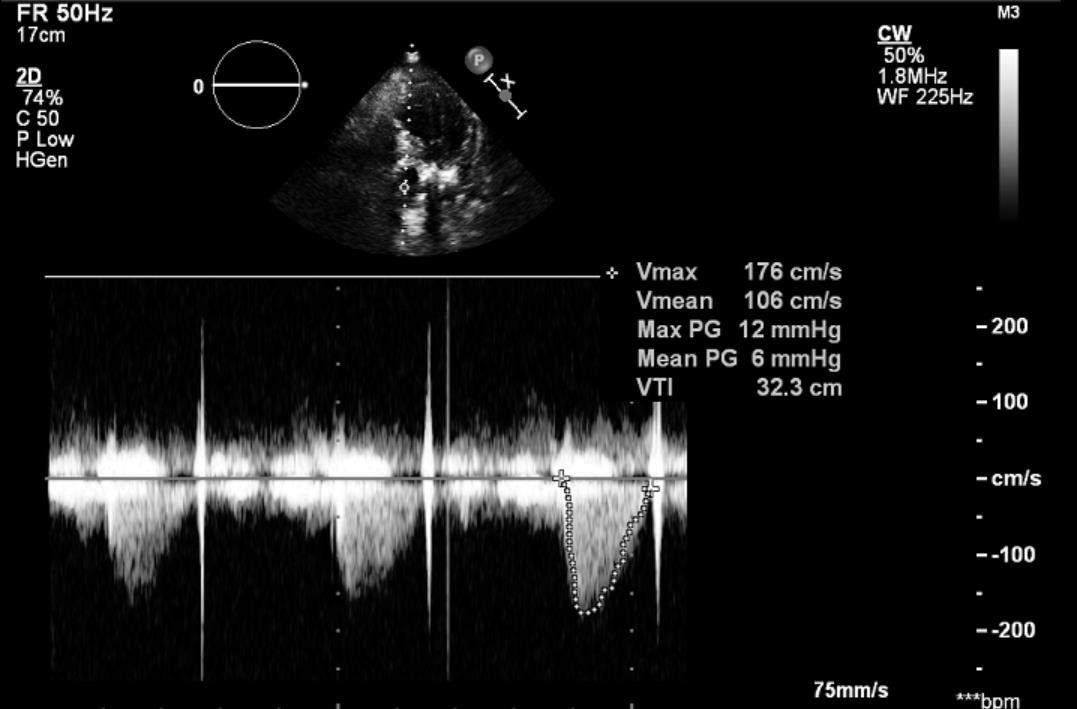 FR 50Hz
17cm
2D
74%
C 50
P Low
HGen
0
P
X
M3
CW
50%
1.8MHz
WF 225Hz
Vmax 176 cm/s
Vmean 106 cm/s
Max PG 12 mmHg
Mean PG 6 mmHg
VTI 32.3 cm
200
100
cm/s
-100
-200
75mm/s
***bpm